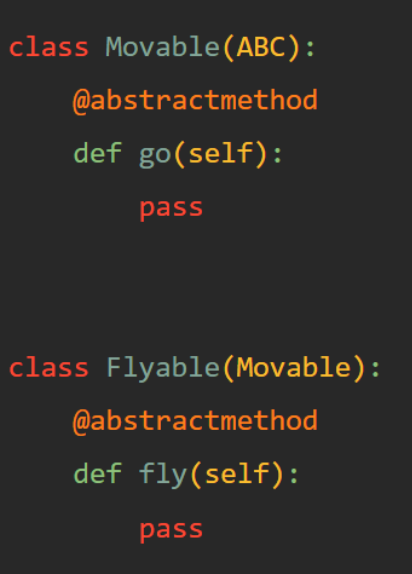 class Movable(ABC):
    @abstractmethod
    def go(self):
        pass
class Flyable(Movable):
    @abstractmethod
    def fly(self):
        pass